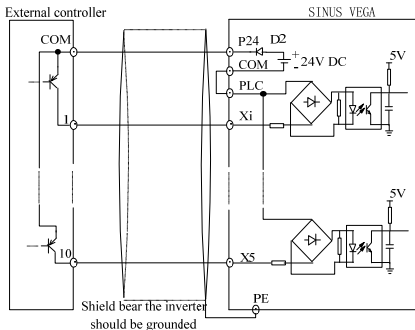 External controller
SINUS VEGA
COM
P24
D2
+
-
24V DC
5V
COM
PLC
1
Xi
5V
10
X5
PE
Shield bear the inverter
should be grounded